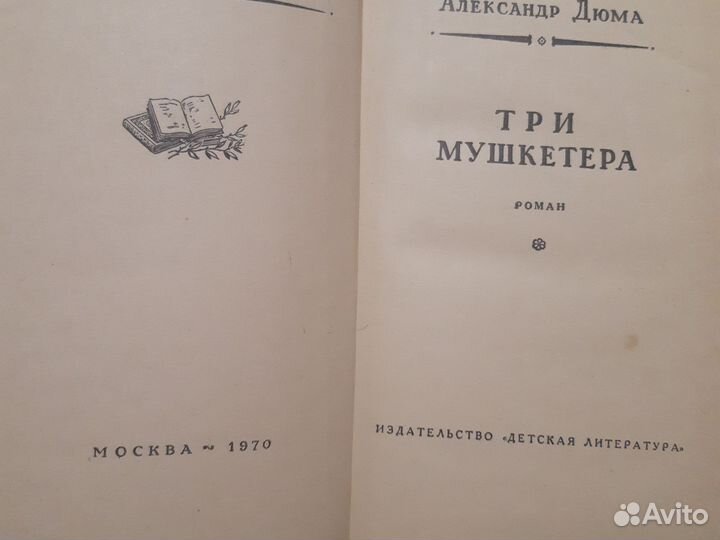 МОСКВА ~ 1970
АЛЕКСАНДР ДЮМА
ТРИ
МУШКЕТЕРА
РОМАН
ИЗДАТЕЛЬСТВО «ДЕТСКАЯ ЛИТЕРАТУРА»
Avito